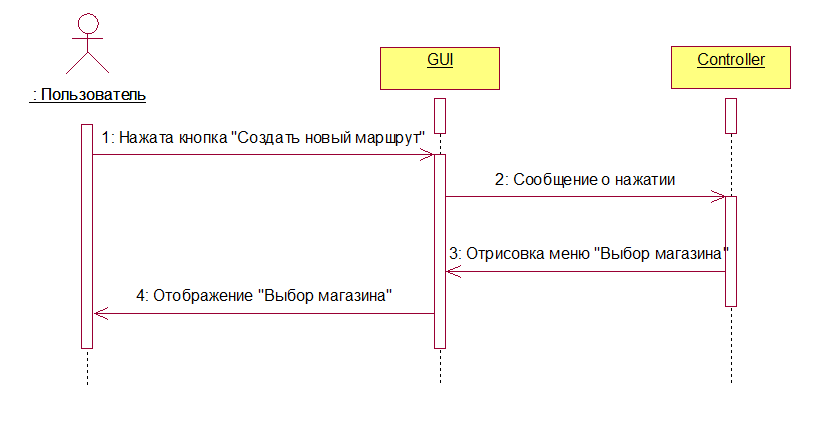 GUI
Controller
: Пользователь
1: Нажата кнопка "Создать новый маршрут"
2: Сообщение о нажатии
3: Отрисовка меню "Выбор магазина"
4: Отображение "Выбор магазина"